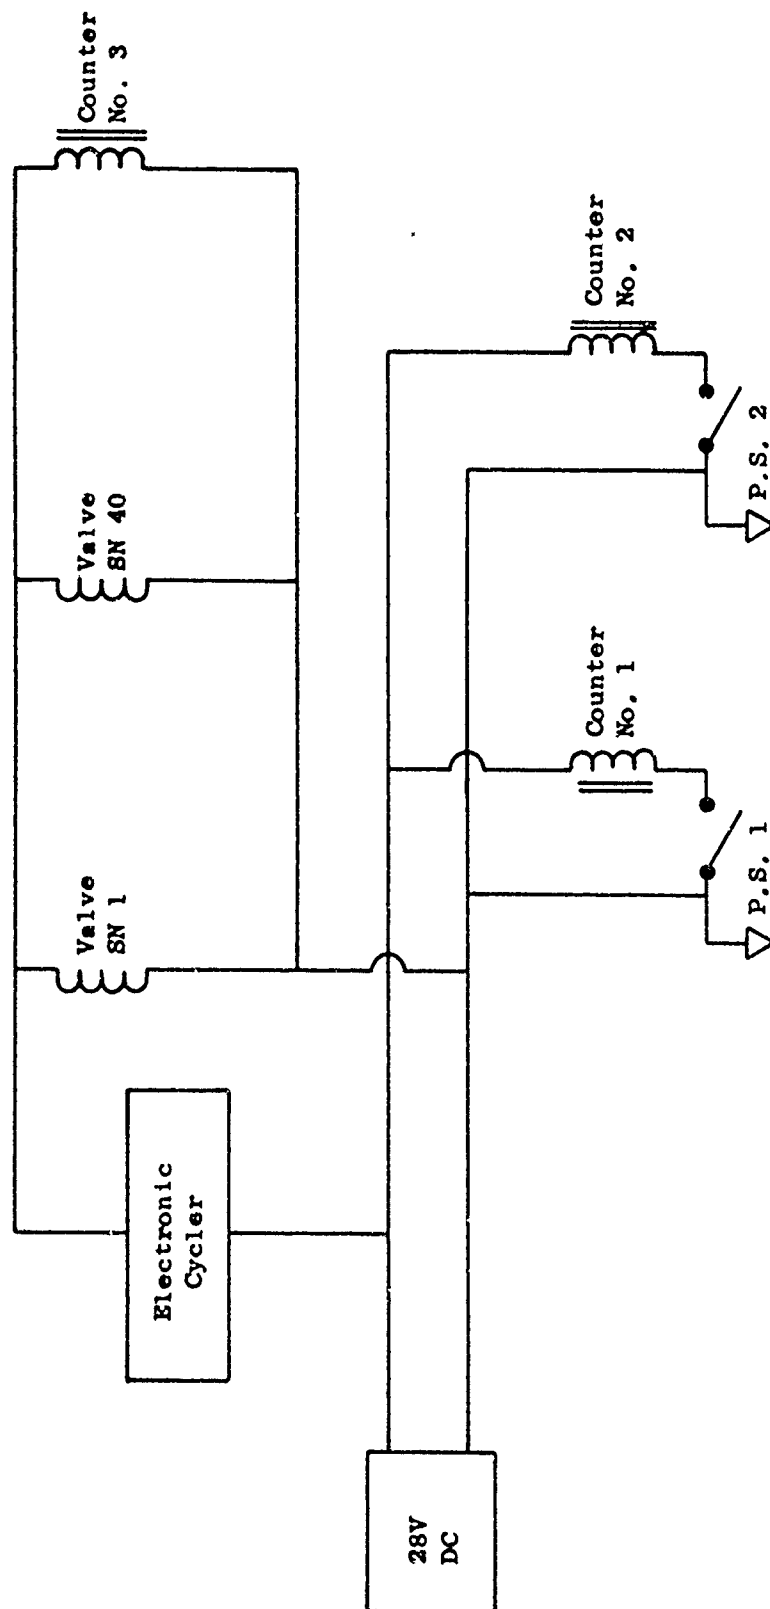 Counter
No. 3
Valve
SN 40
Valve
SN 1
Electronic
Cycler
28V
DC
Counter
No. 2
P.S. 2
Counter
No. 1
P.S. 1